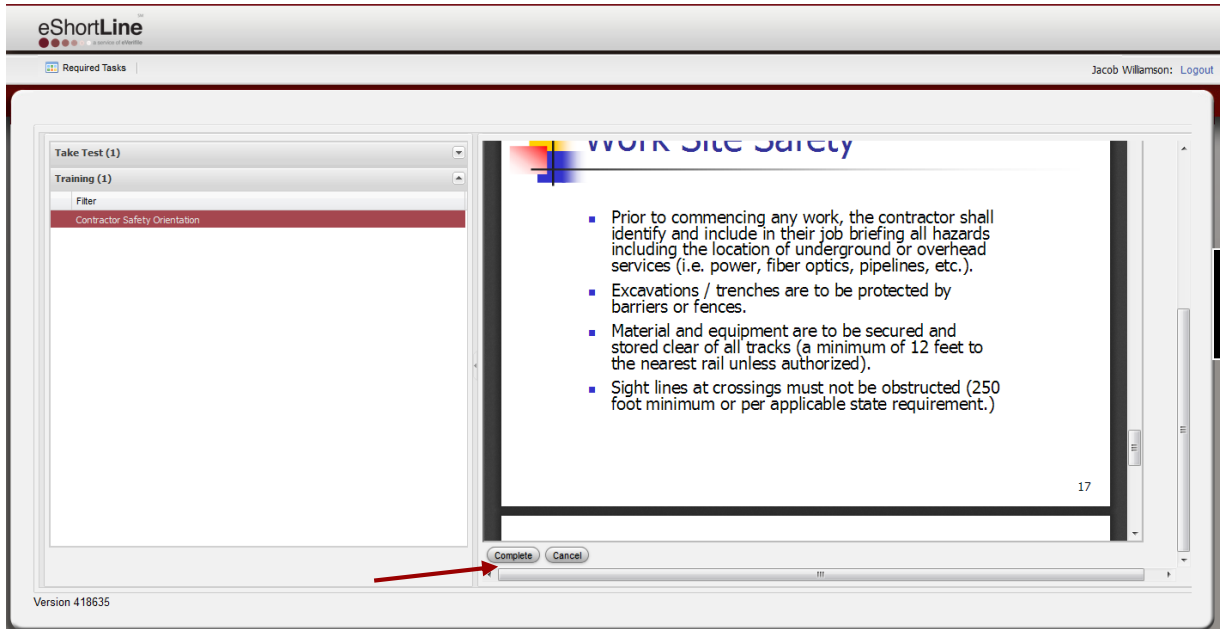 eShortLine
a service of eVertite
Required Tasks
Jacob Williamson: Logout
Take Test (1)
Training (1)
Filter
Contractor Safety Orientation
Work Site Safety
Prior to commencing any work, the contractor shall
identify and include in their job briefing all hazards
including the location of underground or overhead
services (i.e. power, fiber optics, pipelines, etc.).
Excavations / trenches are to be protected by
barriers or fences.
Material and equipment are to be secured and
stored clear of all tracks (a minimum of 12 feet to
the nearest rail unless authorized).
Sight lines at crossings must not be obstructed (250
foot minimum or per applicable state requirement.)
17
Complete Cancel
Version 418635